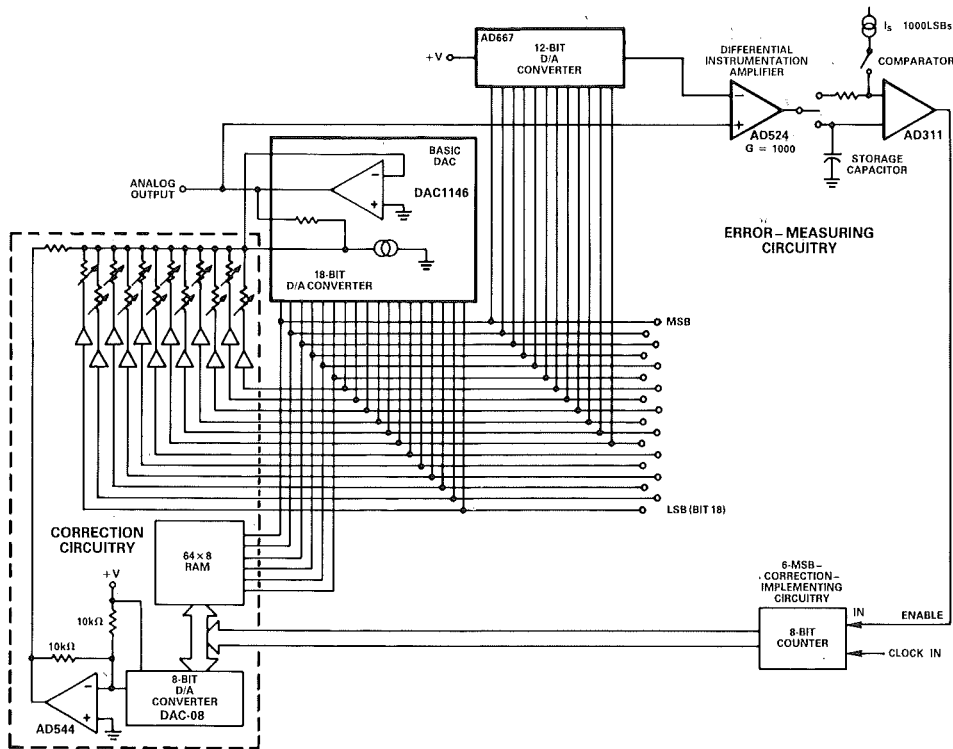 I_S 1000LSBs
AD667
+V
12-BIT
D/A
CONVERTER
DIFFERENTIAL
INSTRUMENTATION
AMPLIFIER
COMPARATOR
−
+
AD524
G = 1000
AD311
STORAGE
CAPACITOR
BASIC
DAC
DAC1146
−
+
ANALOG
OUTPUT
18-BIT
D/A CONVERTER
ERROR–MEASURING
CIRCUITRY
MSB
LSB (BIT 18)
CORRECTION
CIRCUITRY
64 × 8
RAM
+V
10kΩ
10kΩ
−
+
AD544
8-BIT
D/A
CONVERTER
DAC-08
6-MSB–
CORRECTION–
IMPLEMENTING
CIRCUITRY
8-BIT
COUNTER
IN
ENABLE
CLOCK IN